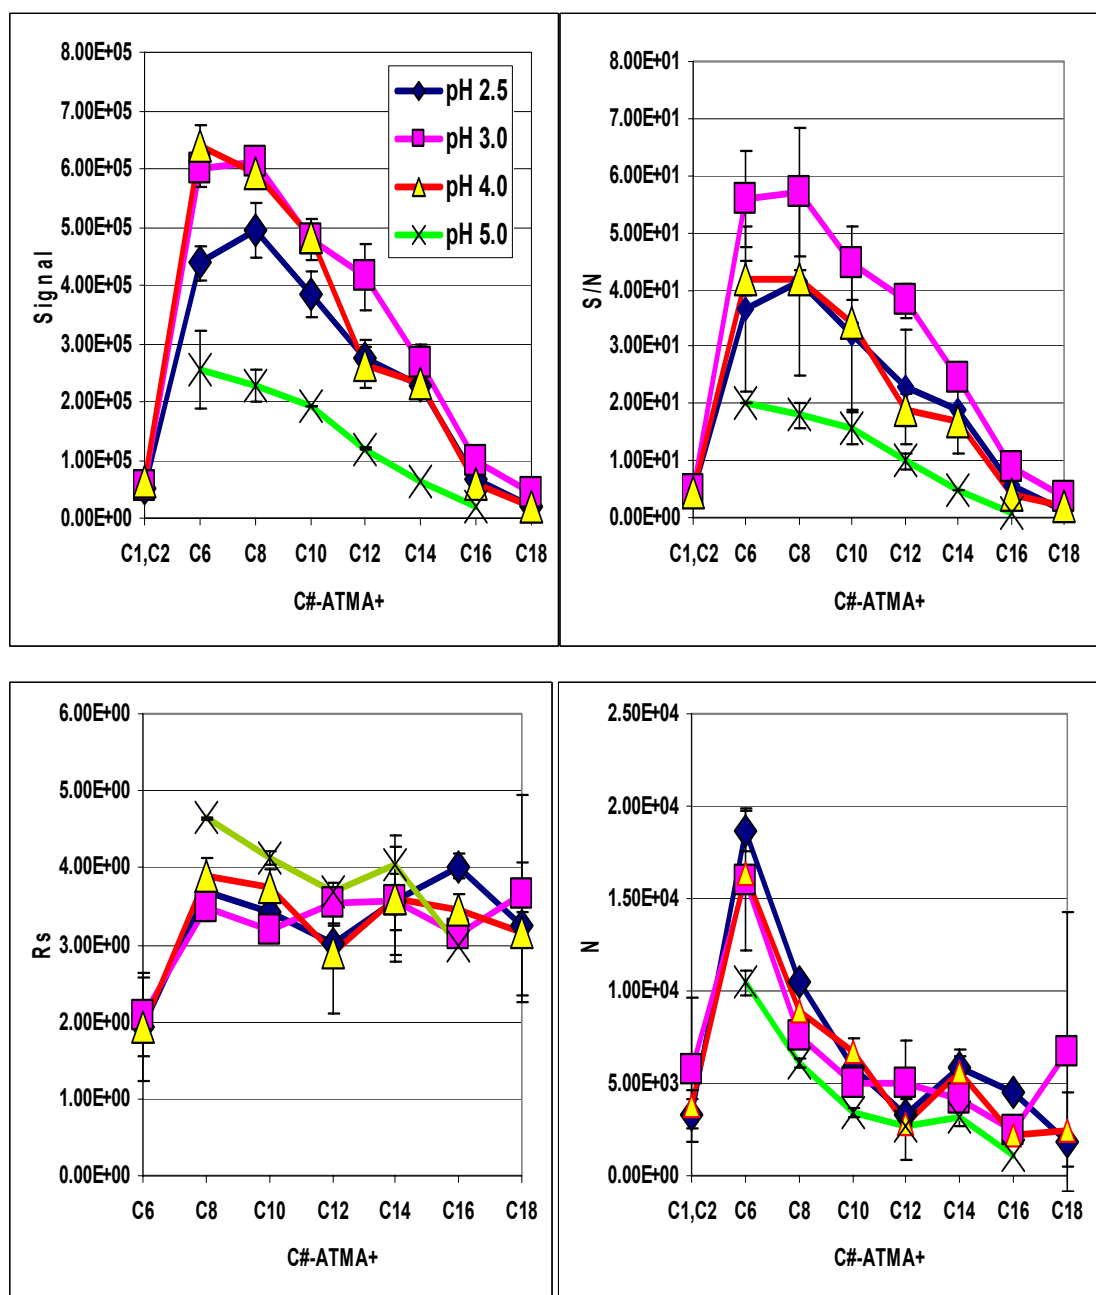 8.00E+05
7.00E+05
6.00E+05
5.00E+05
4.00E+05
3.00E+05
2.00E+05
1.00E+05
0.00E+00
Signal
C1,C2 C6 C8 C10 C12 C14 C16 C18
C#-ATMA+
pH 2.5
pH 3.0
pH 4.0
pH 5.0
8.00E+01
7.00E+01
6.00E+01
5.00E+01
4.00E+01
3.00E+01
2.00E+01
1.00E+01
0.00E+00
S/N
C1,C2 C6 C8 C10 C12 C14 C16 C18
C#-ATMA+
6.00E+00
5.00E+00
4.00E+00
3.00E+00
2.00E+00
1.00E+00
0.00E+00
Rs
C6 C8 C10 C12 C14 C16 C18
C#-ATMA+
2.50E+04
2.00E+04
1.50E+04
1.00E+04
5.00E+03
0.00E+00
N
C1,C2 C6 C8 C10 C12 C14 C16 C18
C#-ATMA+